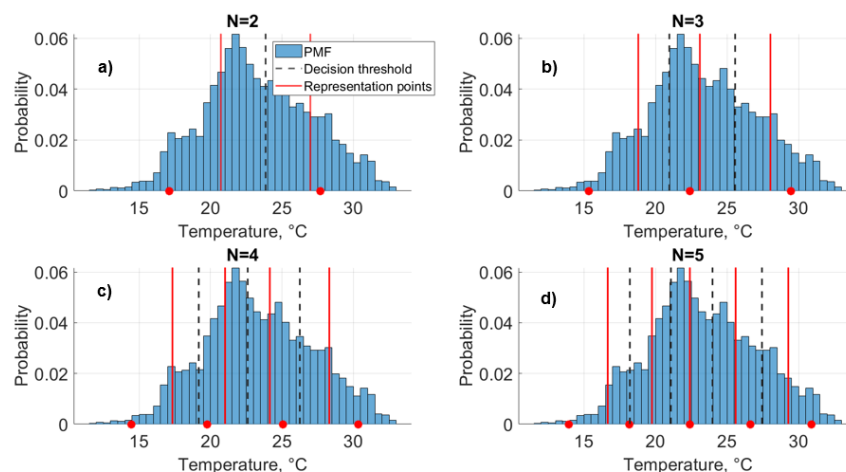 N=2
a)
PMF
Decision threshold
Representation points
Probability
0.06
0.04
0.02
0
15 20 25 30
Temperature, °C
N=3
b)
Probability
0.06
0.04
0.02
0
15 20 25 30
Temperature, °C
N=4
c)
Probability
0.06
0.04
0.02
0
15 20 25 30
Temperature, °C
N=5
d)
Probability
0.06
0.04
0.02
0
15 20 25 30
Temperature, °C